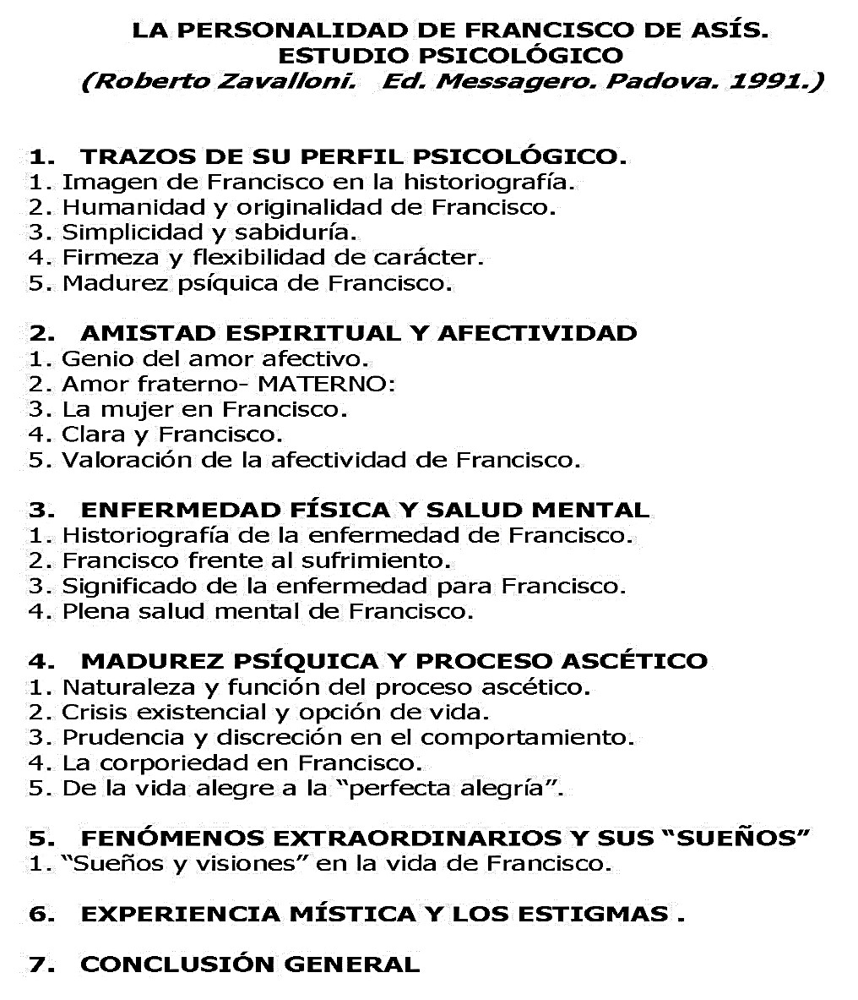 LA PERSONALIDAD DE FRANCISCO DE ASÍS.
ESTUDIO PSICOLÓGICO
(Roberto Zavalloni. Ed. Messagero. Padova. 1991.)
1. TRAZOS DE SU PERFIL PSICOLÓGICO.
1. Imagen de Francisco en la historiografía.
2. Humanidad y originalidad de Francisco.
3. Simplicidad y sabiduría.
4. Firmeza y flexibilidad de carácter.
5. Madurez psíquica de Francisco.
2. AMISTAD ESPIRITUAL Y AFECTIVIDAD
1. Genio del amor afectivo.
2. Amor fraterno- MATERNO:
3. La mujer en Francisco.
4. Clara y Francisco.
5. Valoración de la afectividad de Francisco.
3. ENFERMEDAD FÍSICA Y SALUD MENTAL
1. Historiografía de la enfermedad de Francisco.
2. Francisco frente al sufrimiento.
3. Significado de la enfermedad para Francisco.
4. Plena salud mental de Francisco.
4. MADUREZ PSÍQUICA Y PROCESO ASCÉTICO
1. Naturaleza y función del proceso ascético.
2. Crisis existencial y opción de vida.
3. Prudencia y discreción en el comportamiento.
4. La corporiedad en Francisco.
5. De la vida alegre a la “perfecta alegría”.
5. FENÓMENOS EXTRAORDINARIOS Y SUS “SUEÑOS”
1. “Sueños y visiones” en la vida de Francisco.
6. EXPERIENCIA MÍSTICA Y LOS ESTIGMAS .
7. CONCLUSIÓN GENERAL